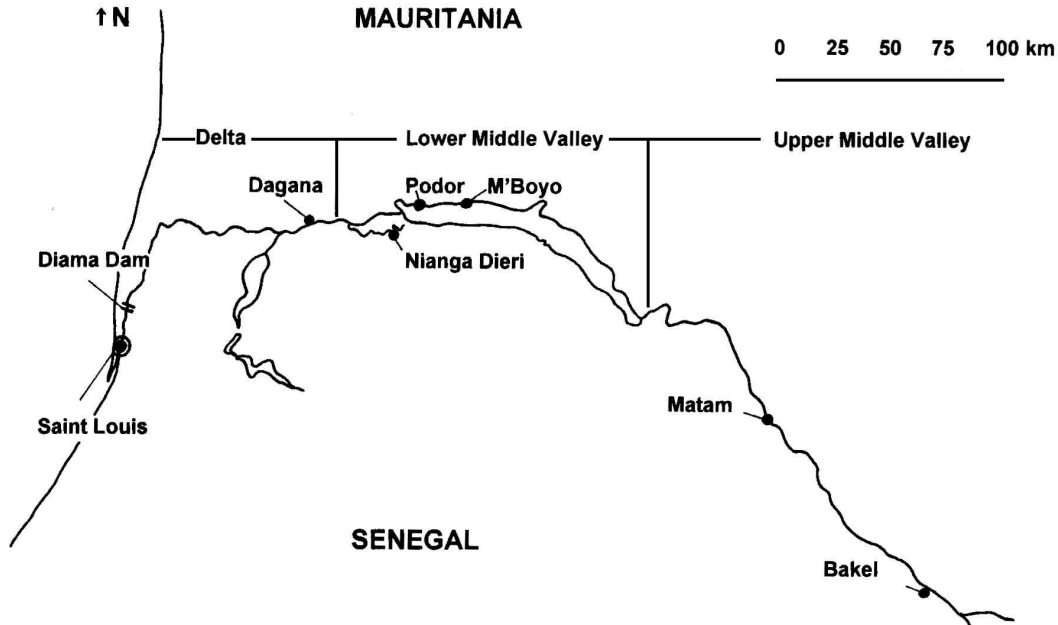 ↑N
MAURITANIA
0 25 50 75 100 km
Delta
Lower Middle Valley
Upper Middle Valley
Dagana
Podor
M'Boyo
Diama Dam
Nianga Dieri
Saint Louis
Matam
SENEGAL
Bakel